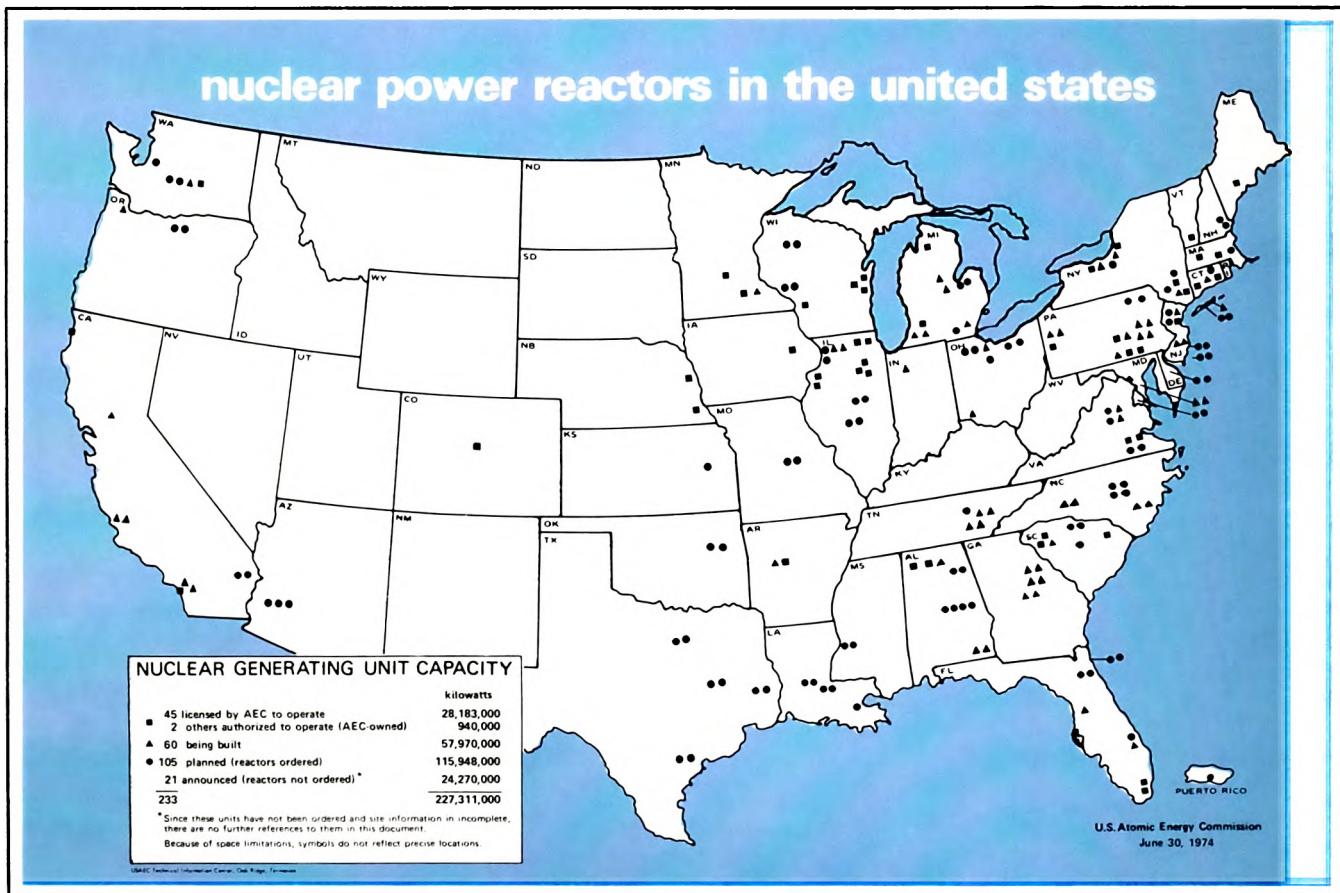 nuclear power reactors in the united states
WA
MT
ND
MN
ME
OR
VT
NH
WI
MI
MA
NY
CT
R
I
SD
WY
PA
CA
NV
ID
IA
UT
NB
IL
IN
OH
NJ
MD
DE
WV
CO
MO
KS
VA
KY
NC
AZ
NM
OK
TX
AR
TN
SC
MS
AL
GA
LA
FL
PUERTO RICO
NUCLEAR GENERATING UNIT CAPACITY
kilowatts
45 licensed by AEC to operate 28,183,000
2 others authorized to operate (AEC-owned) 940,000
60 being built 57,970,000
105 planned (reactors ordered) 115,948,000
21 announced (reactors not ordered)* 24,270,000
233 227,311,000
*Since these units have not been ordered and site information in incomplete,
there are no further references to them in this document.
Because of space limitations, symbols do not reflect precise locations.
USAEC Technical Information Center, Oak Ridge, Tennessee
U.S. Atomic Energy Commission
June 30, 1974